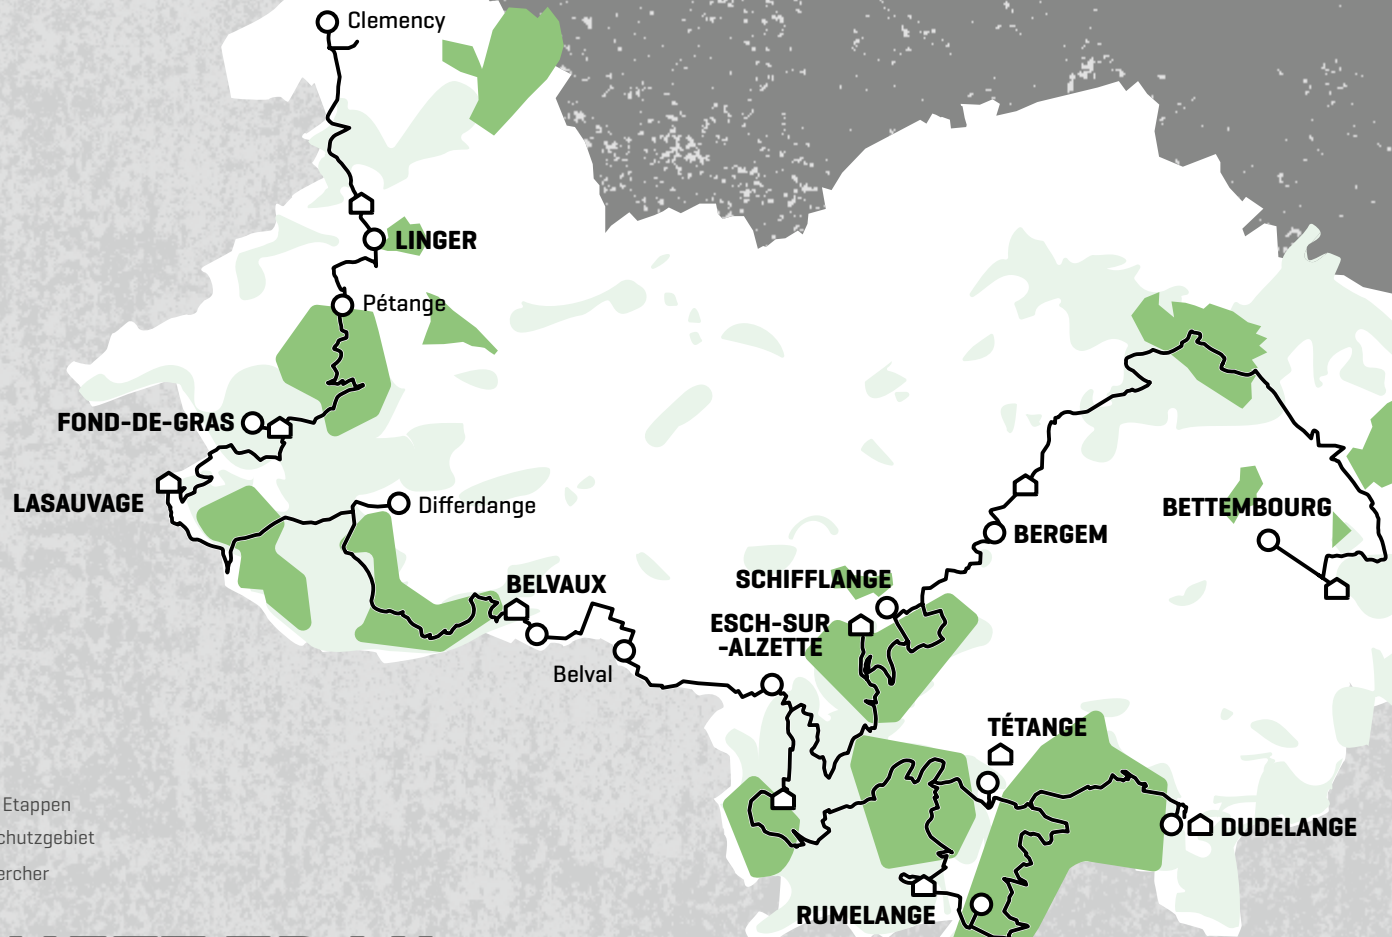 Clemency
LINGER
Pétange
FOND-DE-GRAS
LASAUVAGE
Differdange
BETTEMBOURG
BERGEM
BELVAUX
SCHIFFLANGE
ESCH-SUR
-ALZETTE
Belval
TÉTANGE
Etappen
chutzgebiet
DUDELANGE
ercher
RUMELANGE